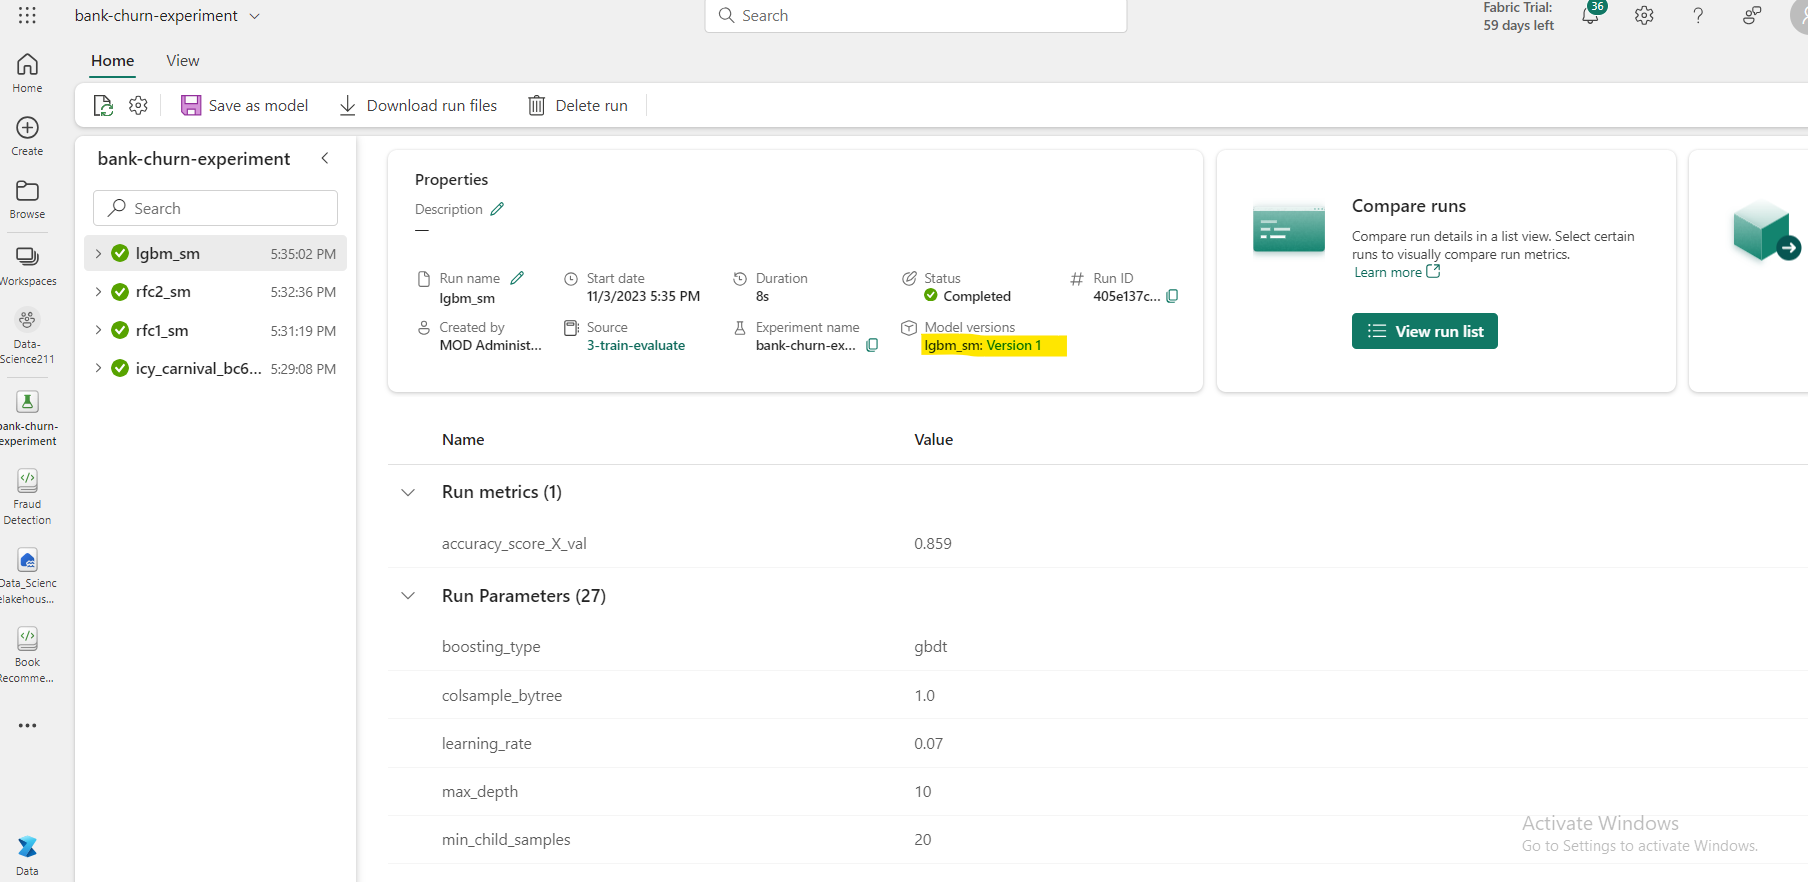 bank-churn-experiment
Search
Fabric Trial:
59 days left
36
Home
View
Save as model
Download run files
Delete run
Home
Create
Browse
Workspaces
Data-
Science211
bank-churn-
experiment
Fraud
Detection
Data_Scienc
elakehous...
Book
Recomme...
Data
bank-churn-experiment
Search
lgbm_sm 5:35:02 PM
rfc2_sm 5:32:36 PM
rfc1_sm 5:31:19 PM
icy_carnival_bc6... 5:29:08 PM
Properties
Description
—
Run name
lgbm_sm
Start date
11/3/2023 5:35 PM
Duration
8s
Status
Completed
Run ID
405e137c...
Created by
MOD Administ...
Source
3-train-evaluate
Experiment name
bank-churn-ex...
Model versions
lgbm_sm: Version 1
Compare runs
Compare run details in a list view. Select certain
runs to visually compare run metrics.
Learn more
View run list
Name Value
Run metrics (1)
accuracy_score_X_val 0.859
Run Parameters (27)
boosting_type gbdt
colsample_bytree 1.0
learning_rate 0.07
max_depth 10
min_child_samples 20
Activate Windows
Go to Settings to activate Windows.